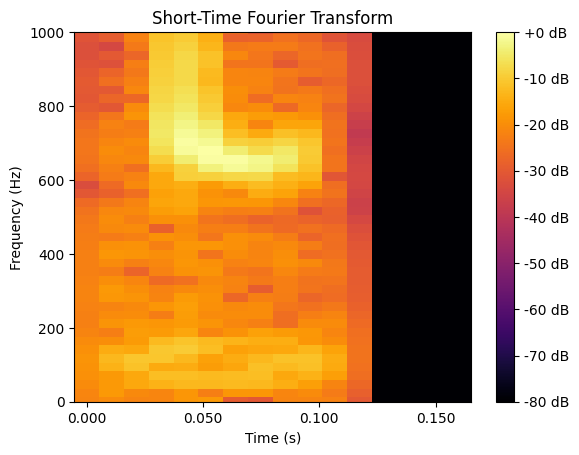 Short-Time Fourier Transform
1000
800
600
400
200
0
Frequency (Hz)
0.000
0.050
0.100
0.150
Time (s)
+0 dB
-10 dB
-20 dB
-30 dB
-40 dB
-50 dB
-60 dB
-70 dB
-80 dB